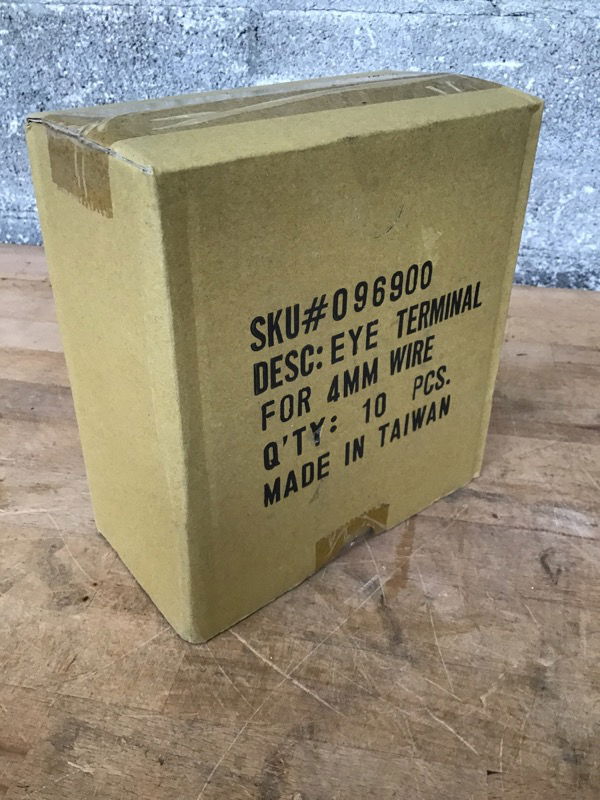 SKU#096900
DESC: EYE TERMINAL
FOR 4MM WIRE
Q'TY: 10 PCS.
MADE IN TAIWAN